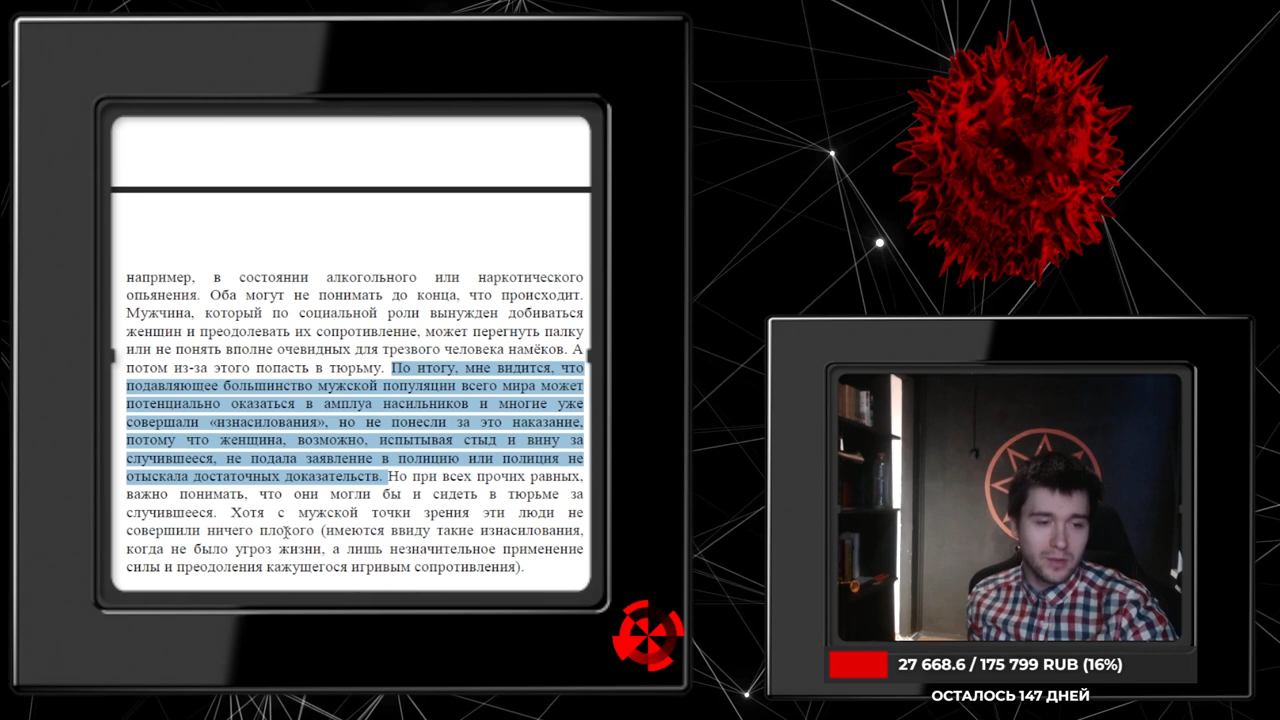 например, в состоянии алкогольного или наркотического
опьянения. Оба могут не понимать до конца, что происходит.
Мужчина, который по социальной роли вынужден добиваться
женщин и преодолевать их сопротивление, может перегнуть палку
или не понять вполне очевидных для трезвого человека намёков. А
потом из-за этого попасть в тюрьму. По итогу, мне видится, что
подавляющее большинство мужской популяции всего мира может
потенциально оказаться в амплуа насильников и многие уже
совершали «изнасилования», но не понесли за это наказание,
потому что женщина, возможно, испытывая стыд и вину за
случившееся, не подала заявление в полицию или полиция не
отыскала достаточных доказательств. Но при всех прочих равных,
важно понимать, что они могли бы и сидеть в тюрьме за
случившееся. Хотя с мужской точки зрения эти люди не
совершили ничего плохого (имеются ввиду такие изнасилования,
когда не было угроз жизни, а лишь незначительное применение
силы и преодоления кажущегося игривым сопротивления).
27 668.6 / 175 799 RUB (16%)
ОСТАЛОСЬ 147 ДНЕЙ